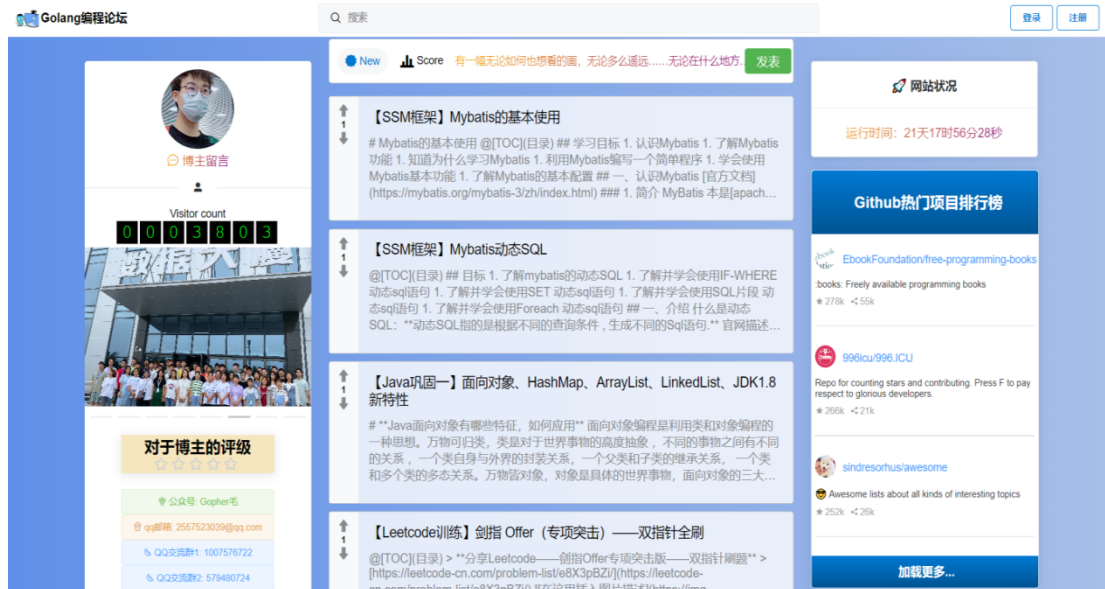 Golang编程论坛
搜索
登录
注册
博主留言
Visitor count
0003803
数据大厦
对于博主的评级
公众号: Gopher毛
qq邮箱: 2557523039@qq.com
QQ交流群1: 1007576722
QQ交流群2: 579480724
New
Score
有一幅无论如何也想看的画，无论多么遥远……无论在什么地方..
发表
1
【SSM框架】Mybatis的基本使用
# Mybatis的基本使用 @[TOC](目录) ## 学习目标 1. 认识Mybatis 1. 了解Mybatis
功能 1. 知道为什么学习Mybatis 1. 利用Mybatis编写一个简单程序 1. 学会使用
Mybatis基本功能 1. 了解Mybatis的基本配置 ## 一、认识Mybatis [官方文档]
(https://mybatis.org/mybatis-3/zh/index.html) ### 1. 简介 MyBatis 本是[apach...
1
【SSM框架】Mybatis动态SQL
@[TOC](目录) ## 目标 1. 了解mybatis的动态SQL 1. 了解并学会使用IF-WHERE
动态sql语句 1. 了解并学会使用SET 动态sql语句 1. 了解并学会使用SQL片段 动
态sql语句 1. 了解并学会使用Foreach 动态sql语句 ## 一、介绍 什么是动态
SQL：**动态SQL指的是根据不同的查询条件 , 生成不同的Sql语句.** 官网描述...
1
【Java巩固一】面向对象、HashMap、ArrayList、LinkedList、JDK1.8
新特性
# **Java面向对象有哪些特征，如何应用** 面向对象编程是利用类和对象编程的
一种思想。万物可归类，类是对于世界事物的高度抽象 ，不同的事物之间有不同
的关系 ，一个类自身与外界的封装关系，一个父类和子类的继承关系， 一个类
和多个类的多态关系。万物皆对象，对象是具体的世界事物，面向对象的三大...
1
【Leetcode训练】剑指 Offer（专项突击）——双指针全刷
@[TOC](目录) > **分享Leetcode——剑指Offer专项突击版——双指针刷题** >
[https://leetcode-cn.com/problem-list/e8X3pBZi/](https://leetcode-
网站状况
运行时间：21天17时56分28秒
Github热门项目排行榜
EbookFoundation/free-programming-books
:books: Freely available programming books
278k 55k
996icu/996.ICU
Repo for counting stars and contributing. Press F to pay
respect to glorious developers.
266k 21k
sindresorhus/awesome
Awesome lists about all kinds of interesting topics
252k 26k
加载更多...